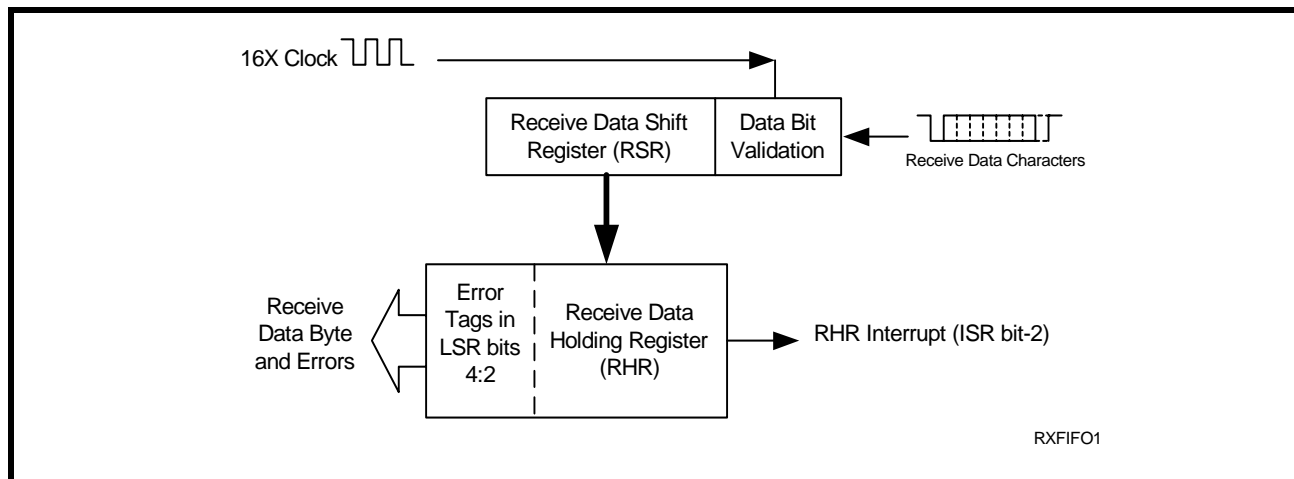 16X Clock
Receive Data Shift
Register (RSR)
Data Bit
Validation
Receive Data Characters
Receive
Data Byte
and Errors
Error
Tags in
LSR bits
4:2
Receive Data
Holding Register
(RHR)
RHR Interrupt (ISR bit-2)
RXFIFO1